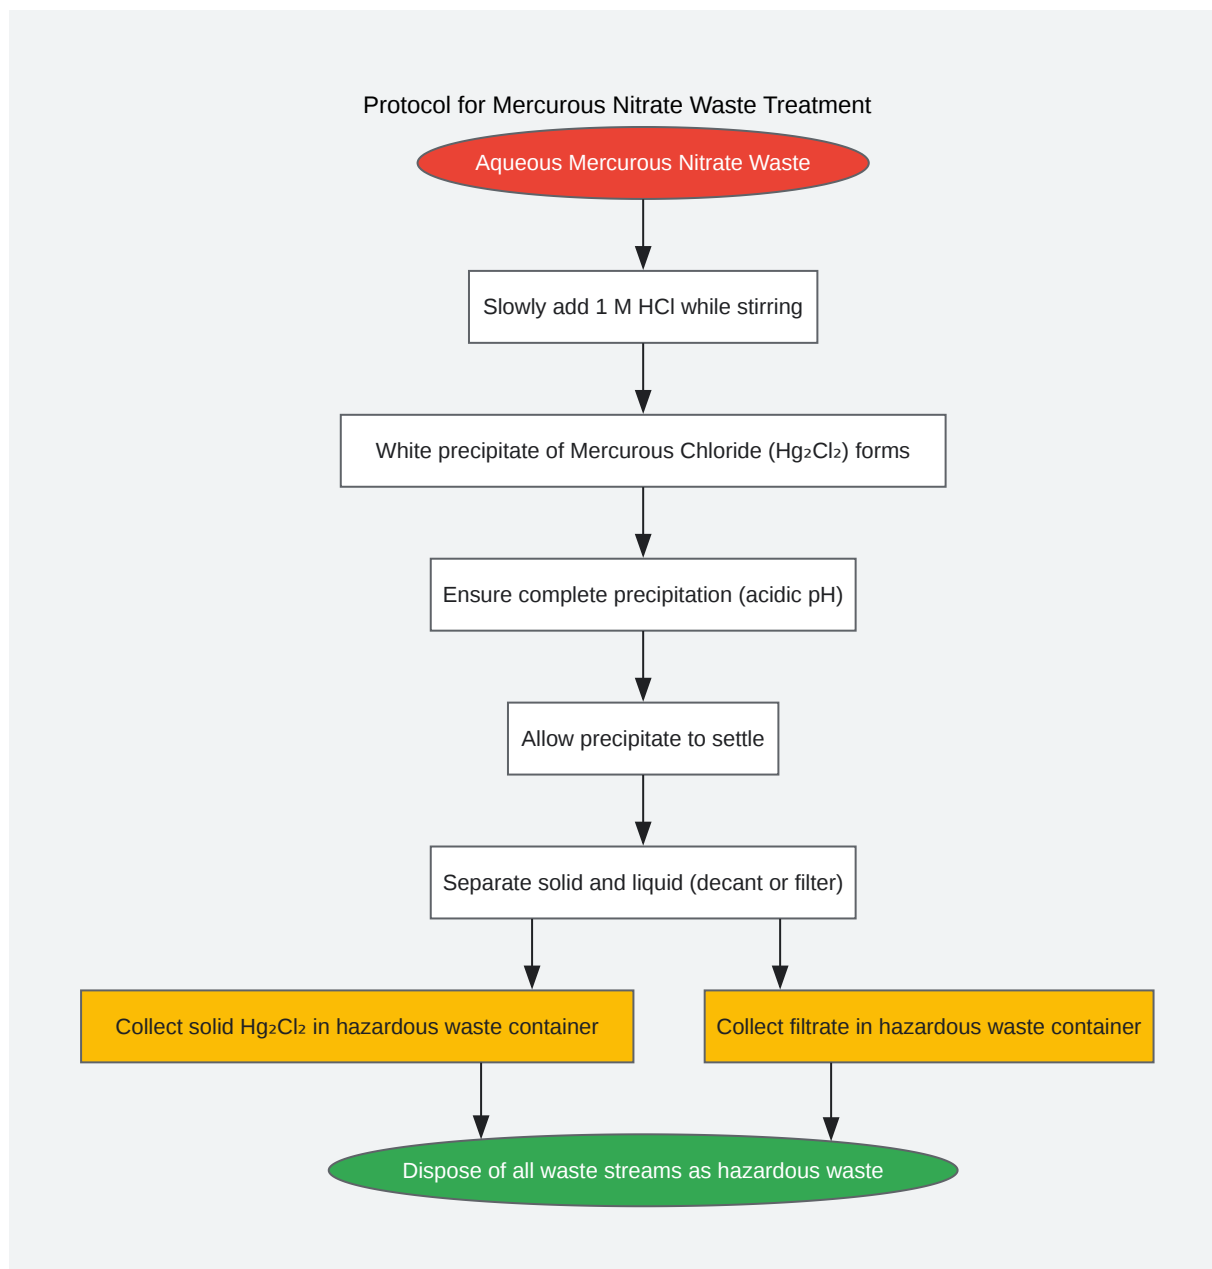 Protocol for Mercurous Nitrate Waste Treatment
Aqueous Mercurous Nitrate Waste
Slowly add 1 M HCl while stirring
White precipitate of Mercurous Chloride (Hg₂Cl₂) forms
Ensure complete precipitation (acidic pH)
Allow precipitate to settle
Separate solid and liquid (decant or filter)
Collect solid Hg₂Cl₂ in hazardous waste container
Collect filtrate in hazardous waste container
Dispose of all waste streams as hazardous waste